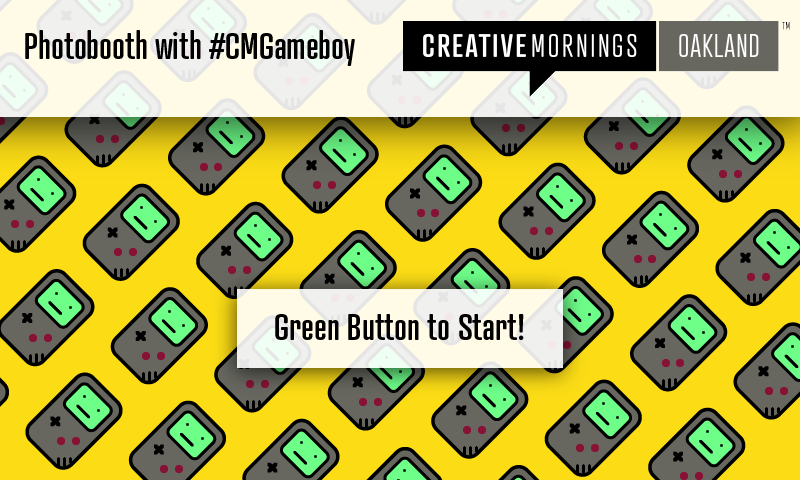 Photobooth with #CMGameboy
CREATIVEMORNINGS OAKLAND ™
Green Button to Start!